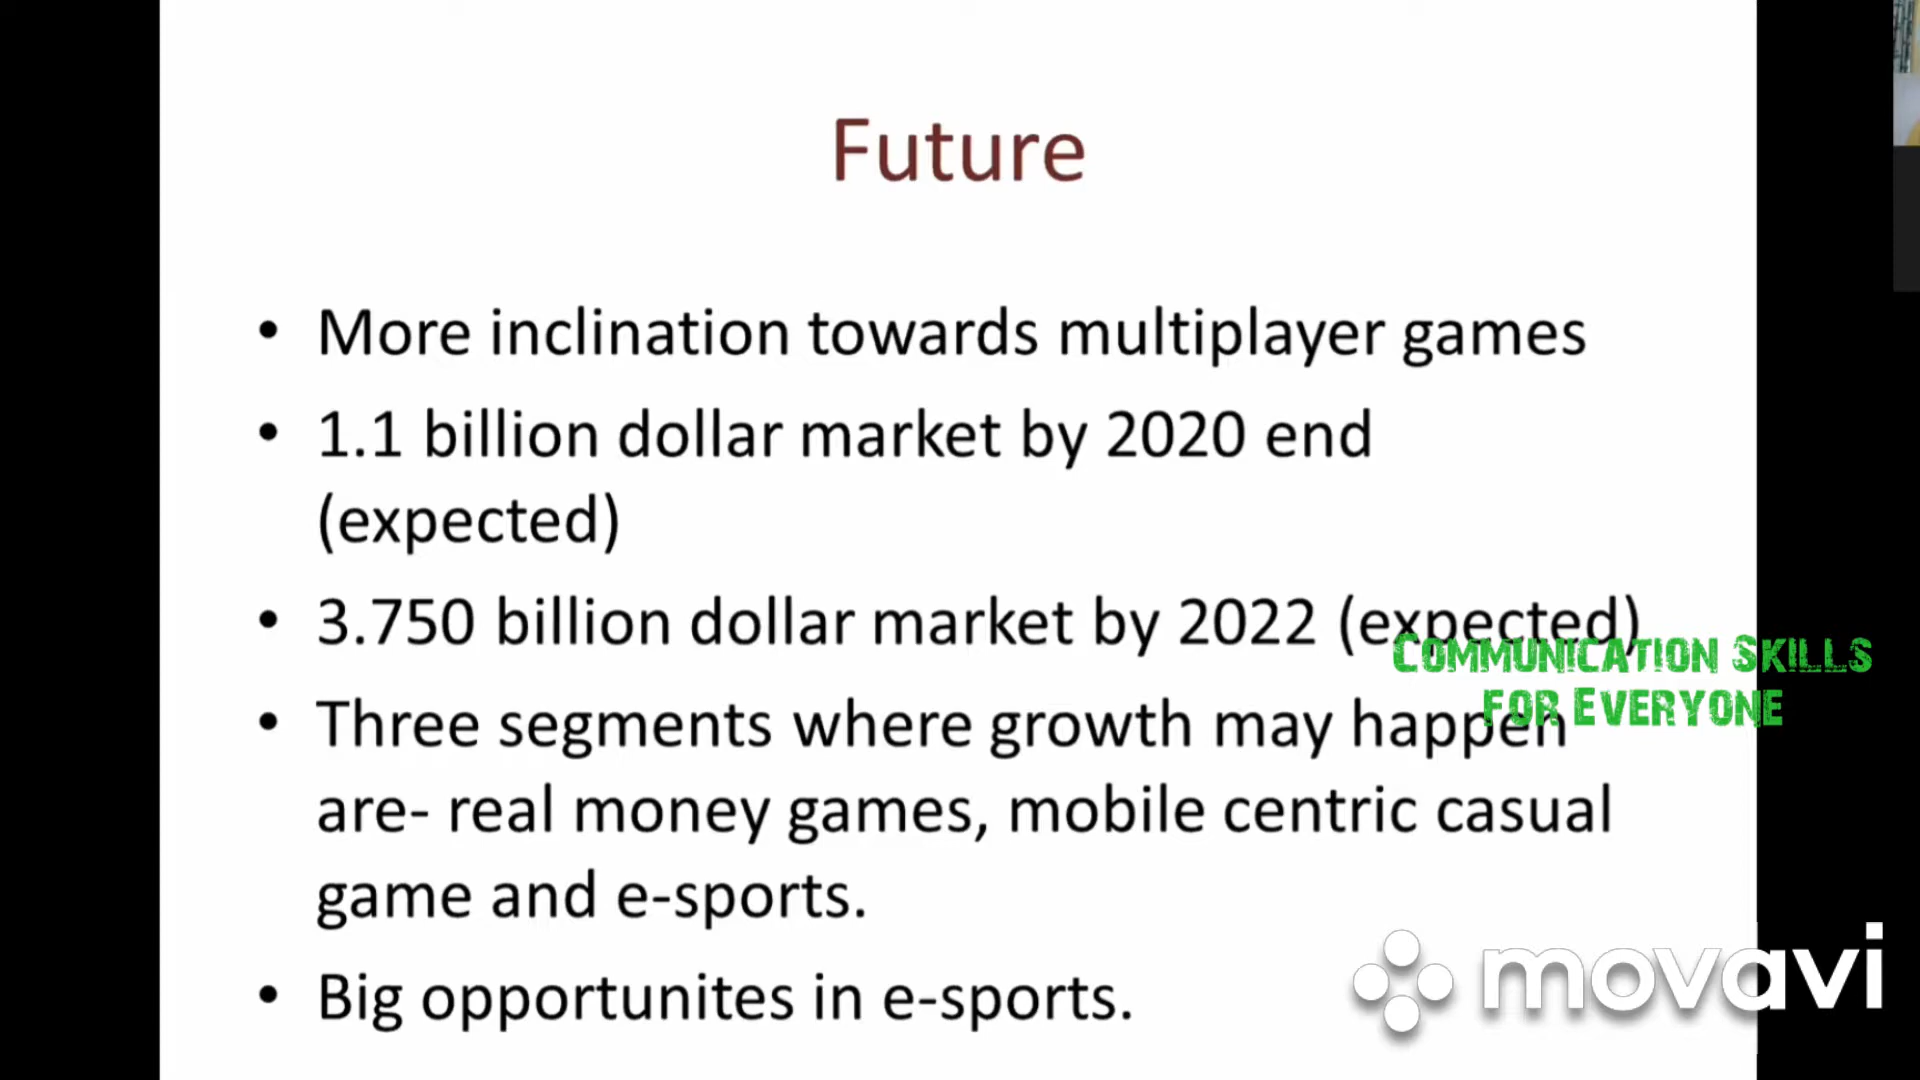 Future
• More inclination towards multiplayer games
• 1.1 billion dollar market by 2020 end
(expected)
• 3.750 billion dollar market by 2022 (expected)
COMMUNICATION SKILLS
FOR EVERYONE
• Three segments where growth may happen
are- real money games, mobile centric casual
game and e-sports.
• Big opportunites in e-sports.
movavi